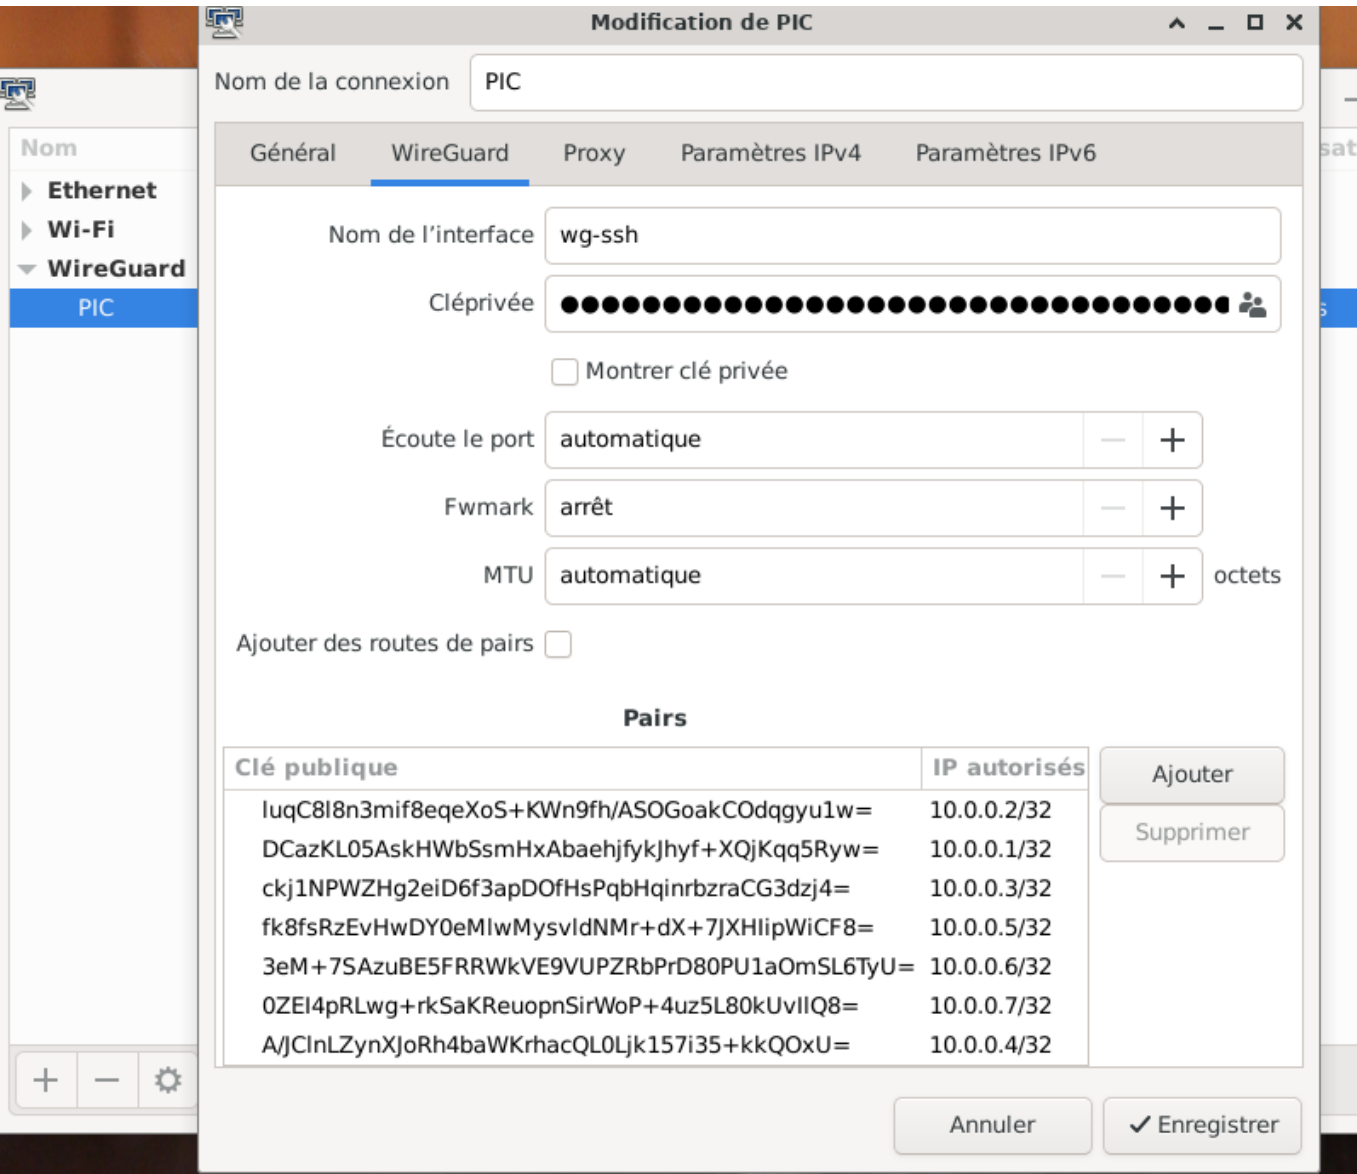 Modification de PIC
Nom de la connexion PIC
Nom
Ethernet
Wi-Fi
WireGuard
PIC
Général WireGuard Proxy Paramètres IPv4 Paramètres IPv6
Nom de l’interface wg-ssh
Cléprivée
Montrer clé privée
Écoute le port automatique
Fwmark arrêt
MTU automatique octets
Ajouter des routes de pairs
Pairs
Clé publique IP autorisés
luqC8l8n3mif8eqeXoS+KWn9fh/ASOGoakCOdqgyu1w= 10.0.0.2/32
DCazKL05AskHWbSsmHxAbaehjfykJhyf+XQjKqq5Ryw= 10.0.0.1/32
ckj1NPWZHg2eiD6f3apDOfHsPqbHqinrbzraCG3dzj4= 10.0.0.3/32
fk8fsRzEvHwDY0eMlwMysvldNMr+dX+7JXHIipWiCF8= 10.0.0.5/32
3eM+7SAzuBE5FRRWkVE9VUPZRbPrD80PU1aOmSL6TyU= 10.0.0.6/32
0ZEI4pRLwg+rkSaKReuopnSirWoP+4uz5L80kUvIlQ8= 10.0.0.7/32
A/JClnLZynXJoRh4baWKrhacQL0Ljk157i35+kkQOxU= 10.0.0.4/32
Ajouter
Supprimer
Annuler Enregistrer